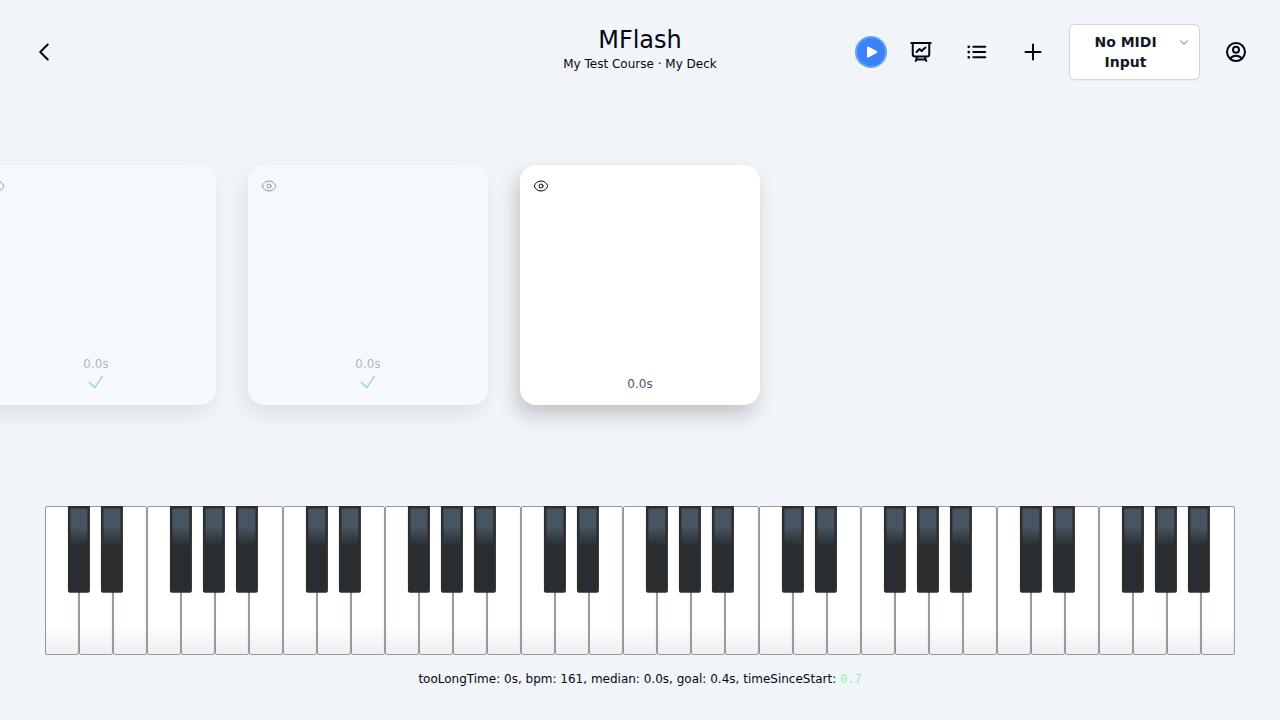 MFlash
My Test Course · My Deck
No MIDI
Input
0.0s
0.0s
0.0s
tooLongTime: 0s, bpm: 161, median: 0.0s, goal: 0.4s, timeSinceStart: 0.7